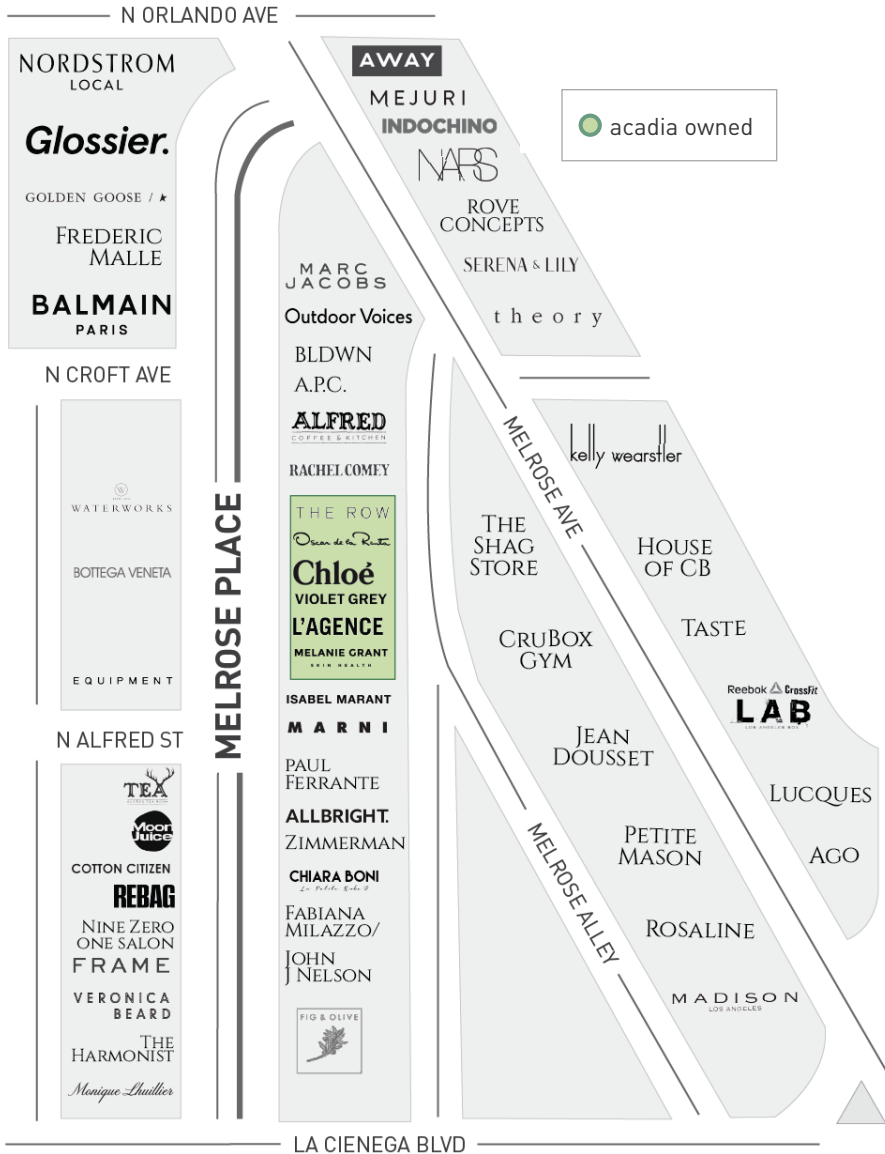 N ORLANDO AVE
NORDSTROM
LOCAL
Glossier.
GOLDEN GOOSE /
FREDERIC
MALLE
BALMAIN
PARIS
N CROFT AVE
WATERWORKS
BOTTEGA VENETA
EQUIPMENT
N ALFRED ST
TEA
Moon
Juice
COTTON CITIZEN
REBAG
NINE ZERO
ONE SALON
FRAME
VERONICA
BEARD
THE
HARMONIST
Monique Lhuillier
MELROSE PLACE
MARC
JACOBS
Outdoor Voices
BLDWN
A.P.C.
ALFRED
COFFEE & KITCHEN
RACHEL COMEY
THE ROW
Oscar de la Renta
Chloé
VIOLET GREY
L'AGENCE
MELANIE GRANT
SKIN HEALTH
ISABEL MARANT
MARNI
PAUL
FERRANTE
ALLBRIGHT.
ZIMMERMAN
CHIARA BONI
FABIANA
MILAZZO/
JOHN
J NELSON
FIG & OLIVE
AWAY
MEJURI
INDOCHINO
NARS
ROVE
CONCEPTS
SERENA & LILY
theory
acadia owned
MELROSE AVE
kelly wearstler
HOUSE
OF CB
TASTE
Reebok CrossFit
LAB
LUCQUES
AGO
THE
SHAG
STORE
CRUBOX
GYM
JEAN
DOUSSET
PETITE
MASON
ROSALINE
MADISON
LOS ANGELES
MELROSE ALLEY
LA CIENEGA BLVD